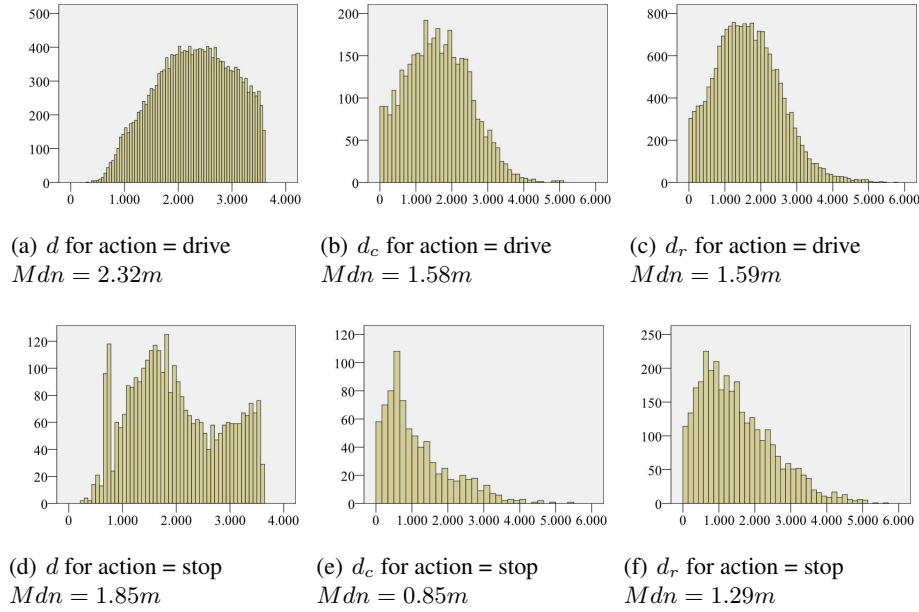 500
400
300
200
100
0
0 1.000 2.000 3.000 4.000
200
150
100
50
0
0 1.000 2.000 3.000 4.000 5.000 6.000
800
600
400
200
0
0 1.000 2.000 3.000 4.000 5.000 6.000
(a) d for action = drive
Mdn = 2.32m
(b) d_c for action = drive
Mdn = 1.58m
(c) d_r for action = drive
Mdn = 1.59m
120
100
80
60
40
20
0
0 1.000 2.000 3.000 4.000
120
100
80
60
40
20
0
0 1.000 2.000 3.000 4.000 5.000 6.000
250
200
150
100
50
0
0 1.000 2.000 3.000 4.000 5.000 6.000
(d) d for action = stop
Mdn = 1.85m
(e) d_c for action = stop
Mdn = 0.85m
(f) d_r for action = stop
Mdn = 1.29m